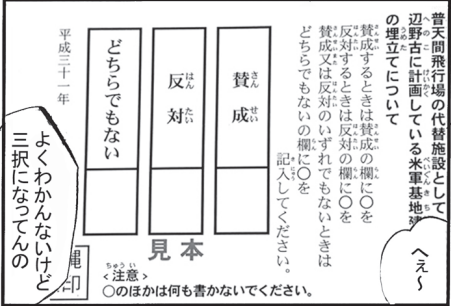 普天間飛行場の代替施設として
辺野古に計画している米軍基地建
の埋立てについて
賛成するときは賛成の欄に〇を
反対するときは反対の欄に〇を
賛成又は反対のいずれでもないときは
どちらでもないの欄に〇を
記入してください。
賛成
反対
どちらでもない
平成三十一年
見本
<注意>
〇のほかは何も書かないでください。
縄
印
へぇ〜
よくわかんないけど
三択になってんの